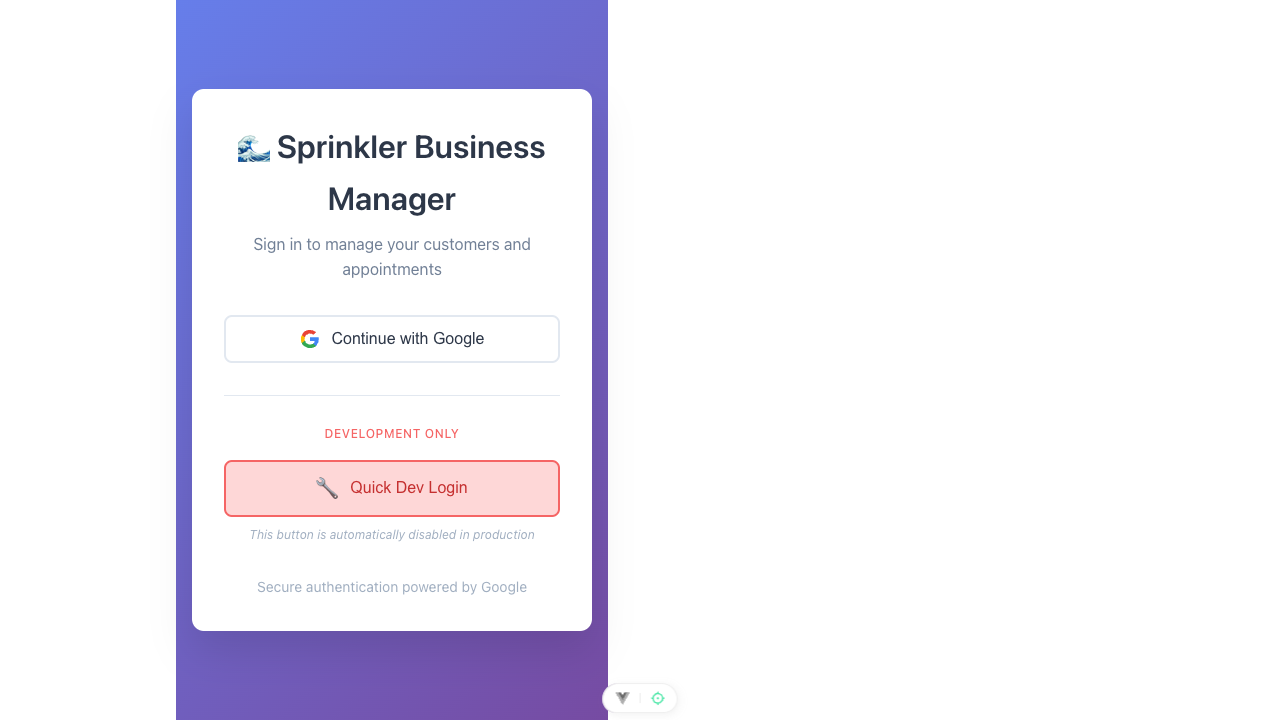 🌊 Sprinkler Business
Manager
Sign in to manage your customers and
appointments
Continue with Google
DEVELOPMENT ONLY
🔧 Quick Dev Login
This button is automatically disabled in production
Secure authentication powered by Google